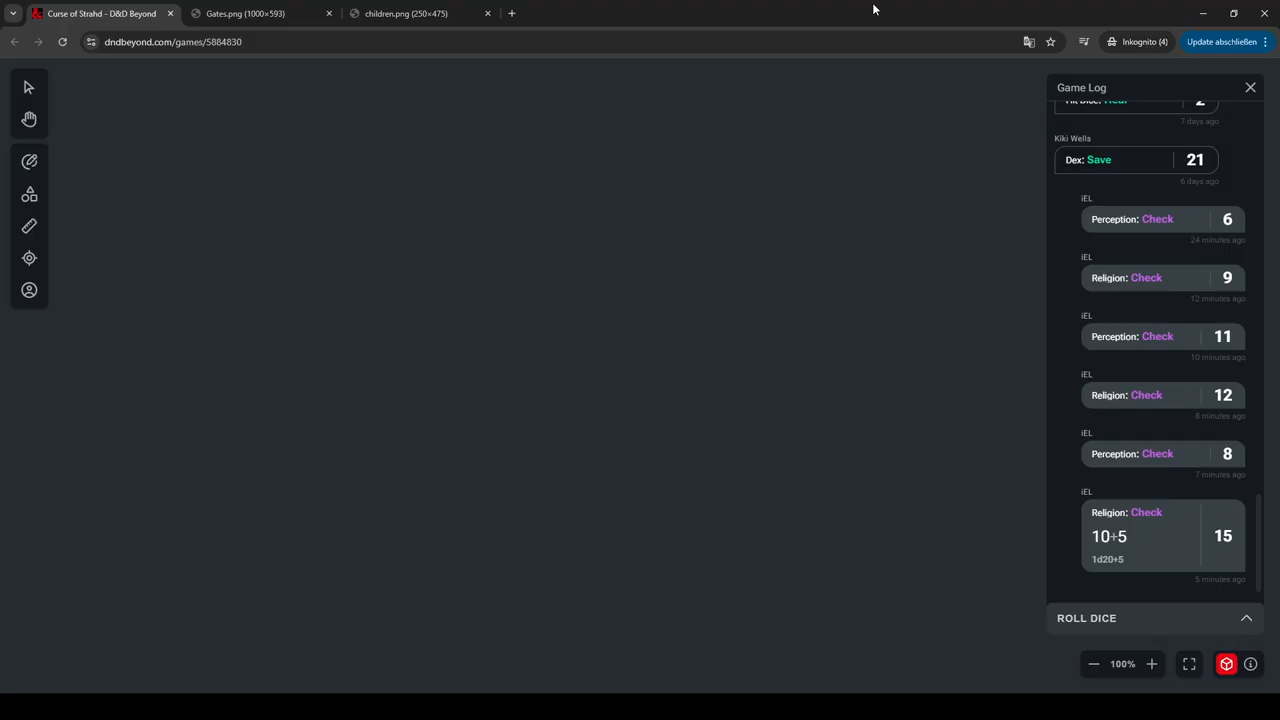 Curse of Strahd - D&D Beyond
Gates.png (1000×593)
children.png (250×475)
dndbeyond.com/games/5884830
Inkognito (4)
Update abschließen
Game Log
2
7 days ago
Kiki Wells
Dex: Save
21
6 days ago
iEL
Perception: Check
6
24 minutes ago
iEL
Religion: Check
9
12 minutes ago
iEL
Perception: Check
11
10 minutes ago
iEL
Religion: Check
12
8 minutes ago
iEL
Perception: Check
8
7 minutes ago
iEL
Religion: Check
10+5
15
1d20+5
5 minutes ago
ROLL DICE
100%